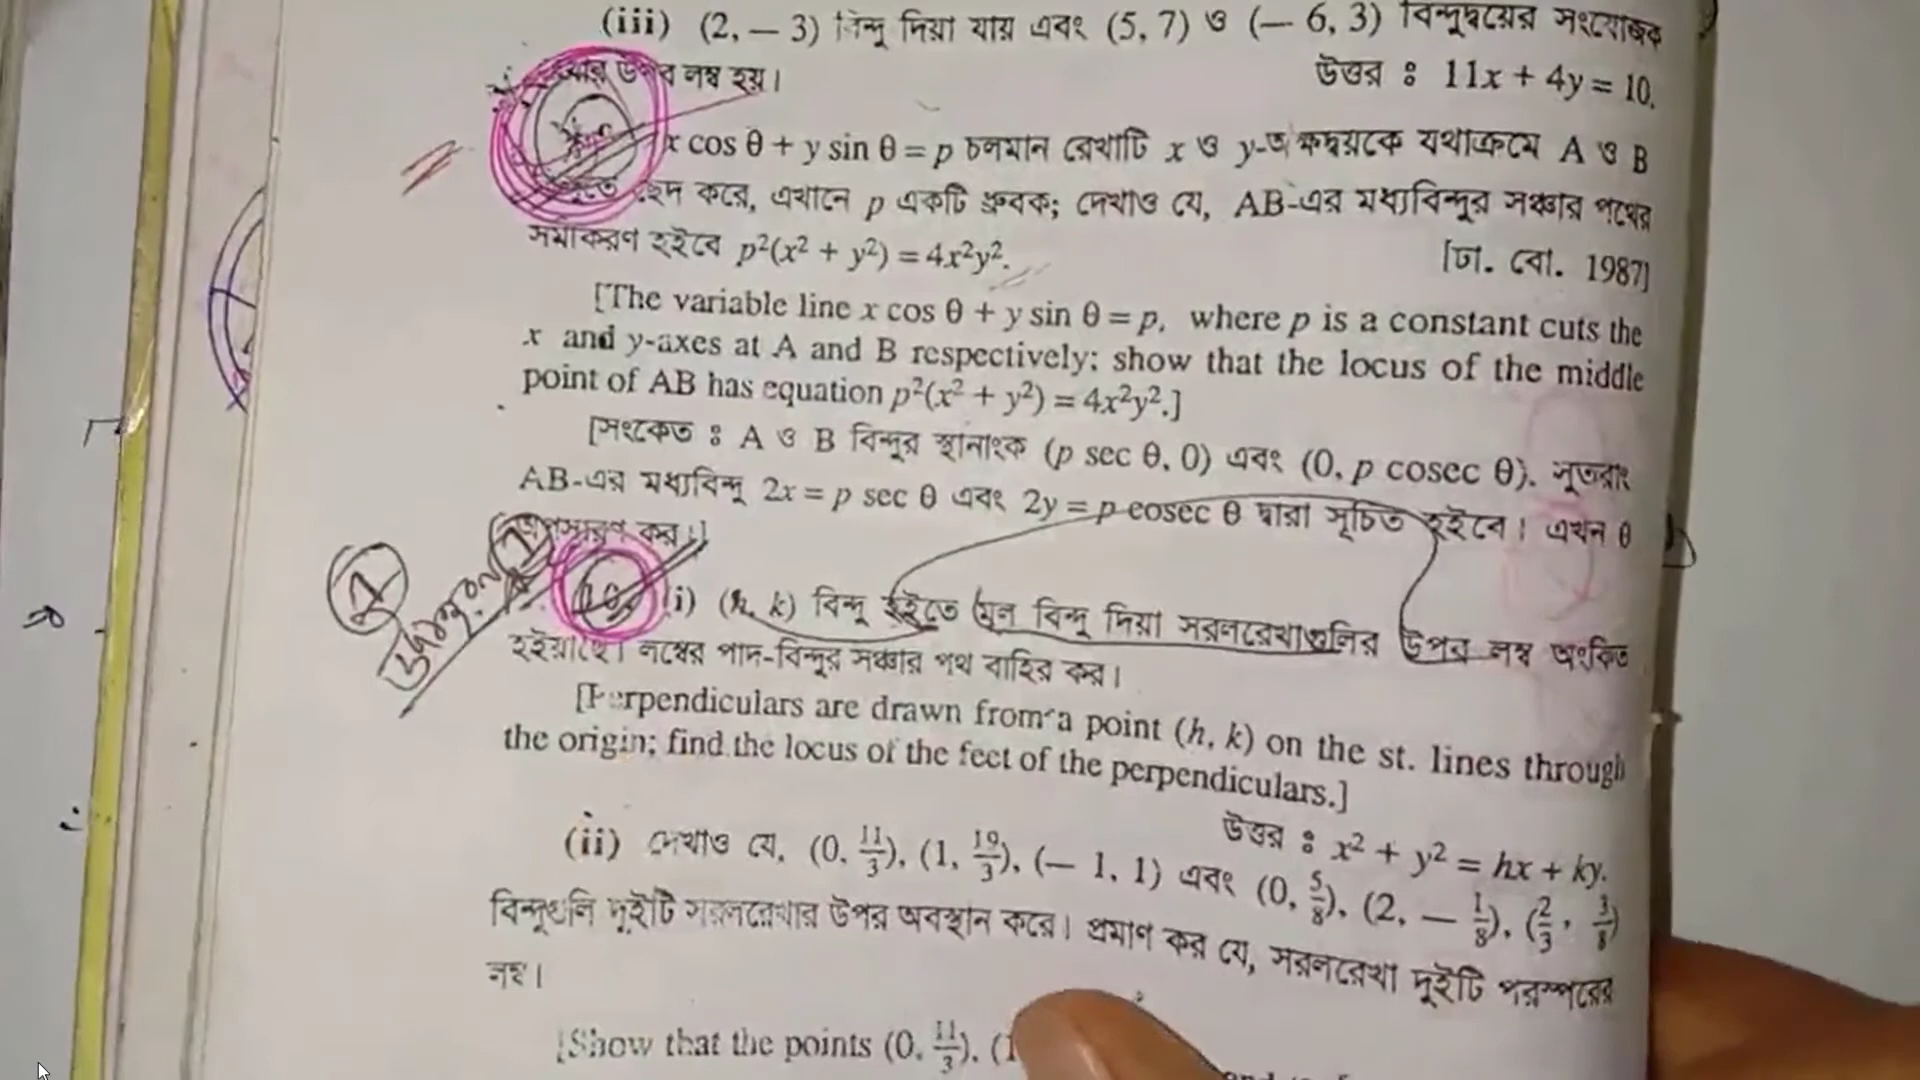 (iii) (2, – 3) বিন্দু দিয়া যায় এবং (5, 7) ও (– 6, 3) বিন্দুদ্বয়ের সংযোজক
উপর লম্ব হয়।
উত্তর ঃ 11x + 4y = 10.
x cos θ + y sin θ = p চলমান রেখাটি x ও y-অক্ষদ্বয়কে যথাক্রমে A ও B
ছেদ করে, এখানে p একটি ধ্রুবক; দেখাও যে, AB-এর মধ্যবিন্দুর সঞ্চার পথের
সমীকরণ হইবে p²(x² + y²) = 4x²y².
[ঢা. বো. 1987]
[The variable line x cos θ + y sin θ = p, where p is a constant cuts the
x and y-axes at A and B respectively; show that the locus of the middle
point of AB has equation p²(x² + y²) = 4x²y².]
[সংকেত ঃ A ও B বিন্দুর স্থানাংক (p sec θ, 0) এবং (0, p cosec θ). সুতরাং
AB-এর মধ্যবিন্দু 2x = p sec θ এবং 2y = p cosec θ দ্বারা সূচিত হইবে। এখন θ
অপসারণ কর।]
(i) (h, k) বিন্দু হইতে মূল বিন্দু দিয়া সরলরেখাগুলির উপর লম্ব অংকিত
হইয়াছে। লম্বের পাদ-বিন্দুর সঞ্চার পথ বাহির কর।
[Perpendiculars are drawn from a point (h, k) on the st. lines through
the origin; find the locus of the feet of the perpendiculars.]
উত্তর ঃ x² + y² = hx + ky.
(ii) দেখাও যে, (0, 11/3), (1, 19/3), (– 1, 1) এবং (0, 5/8), (2, – 1/8), (2/3, 3/8)
বিন্দুগুলি দুইটি সরলরেখার উপর অবস্থান করে। প্রমাণ কর যে, সরলরেখা দুইটি পরস্পরের
লম্ব।
[Show that the points (0, 11/3), (1